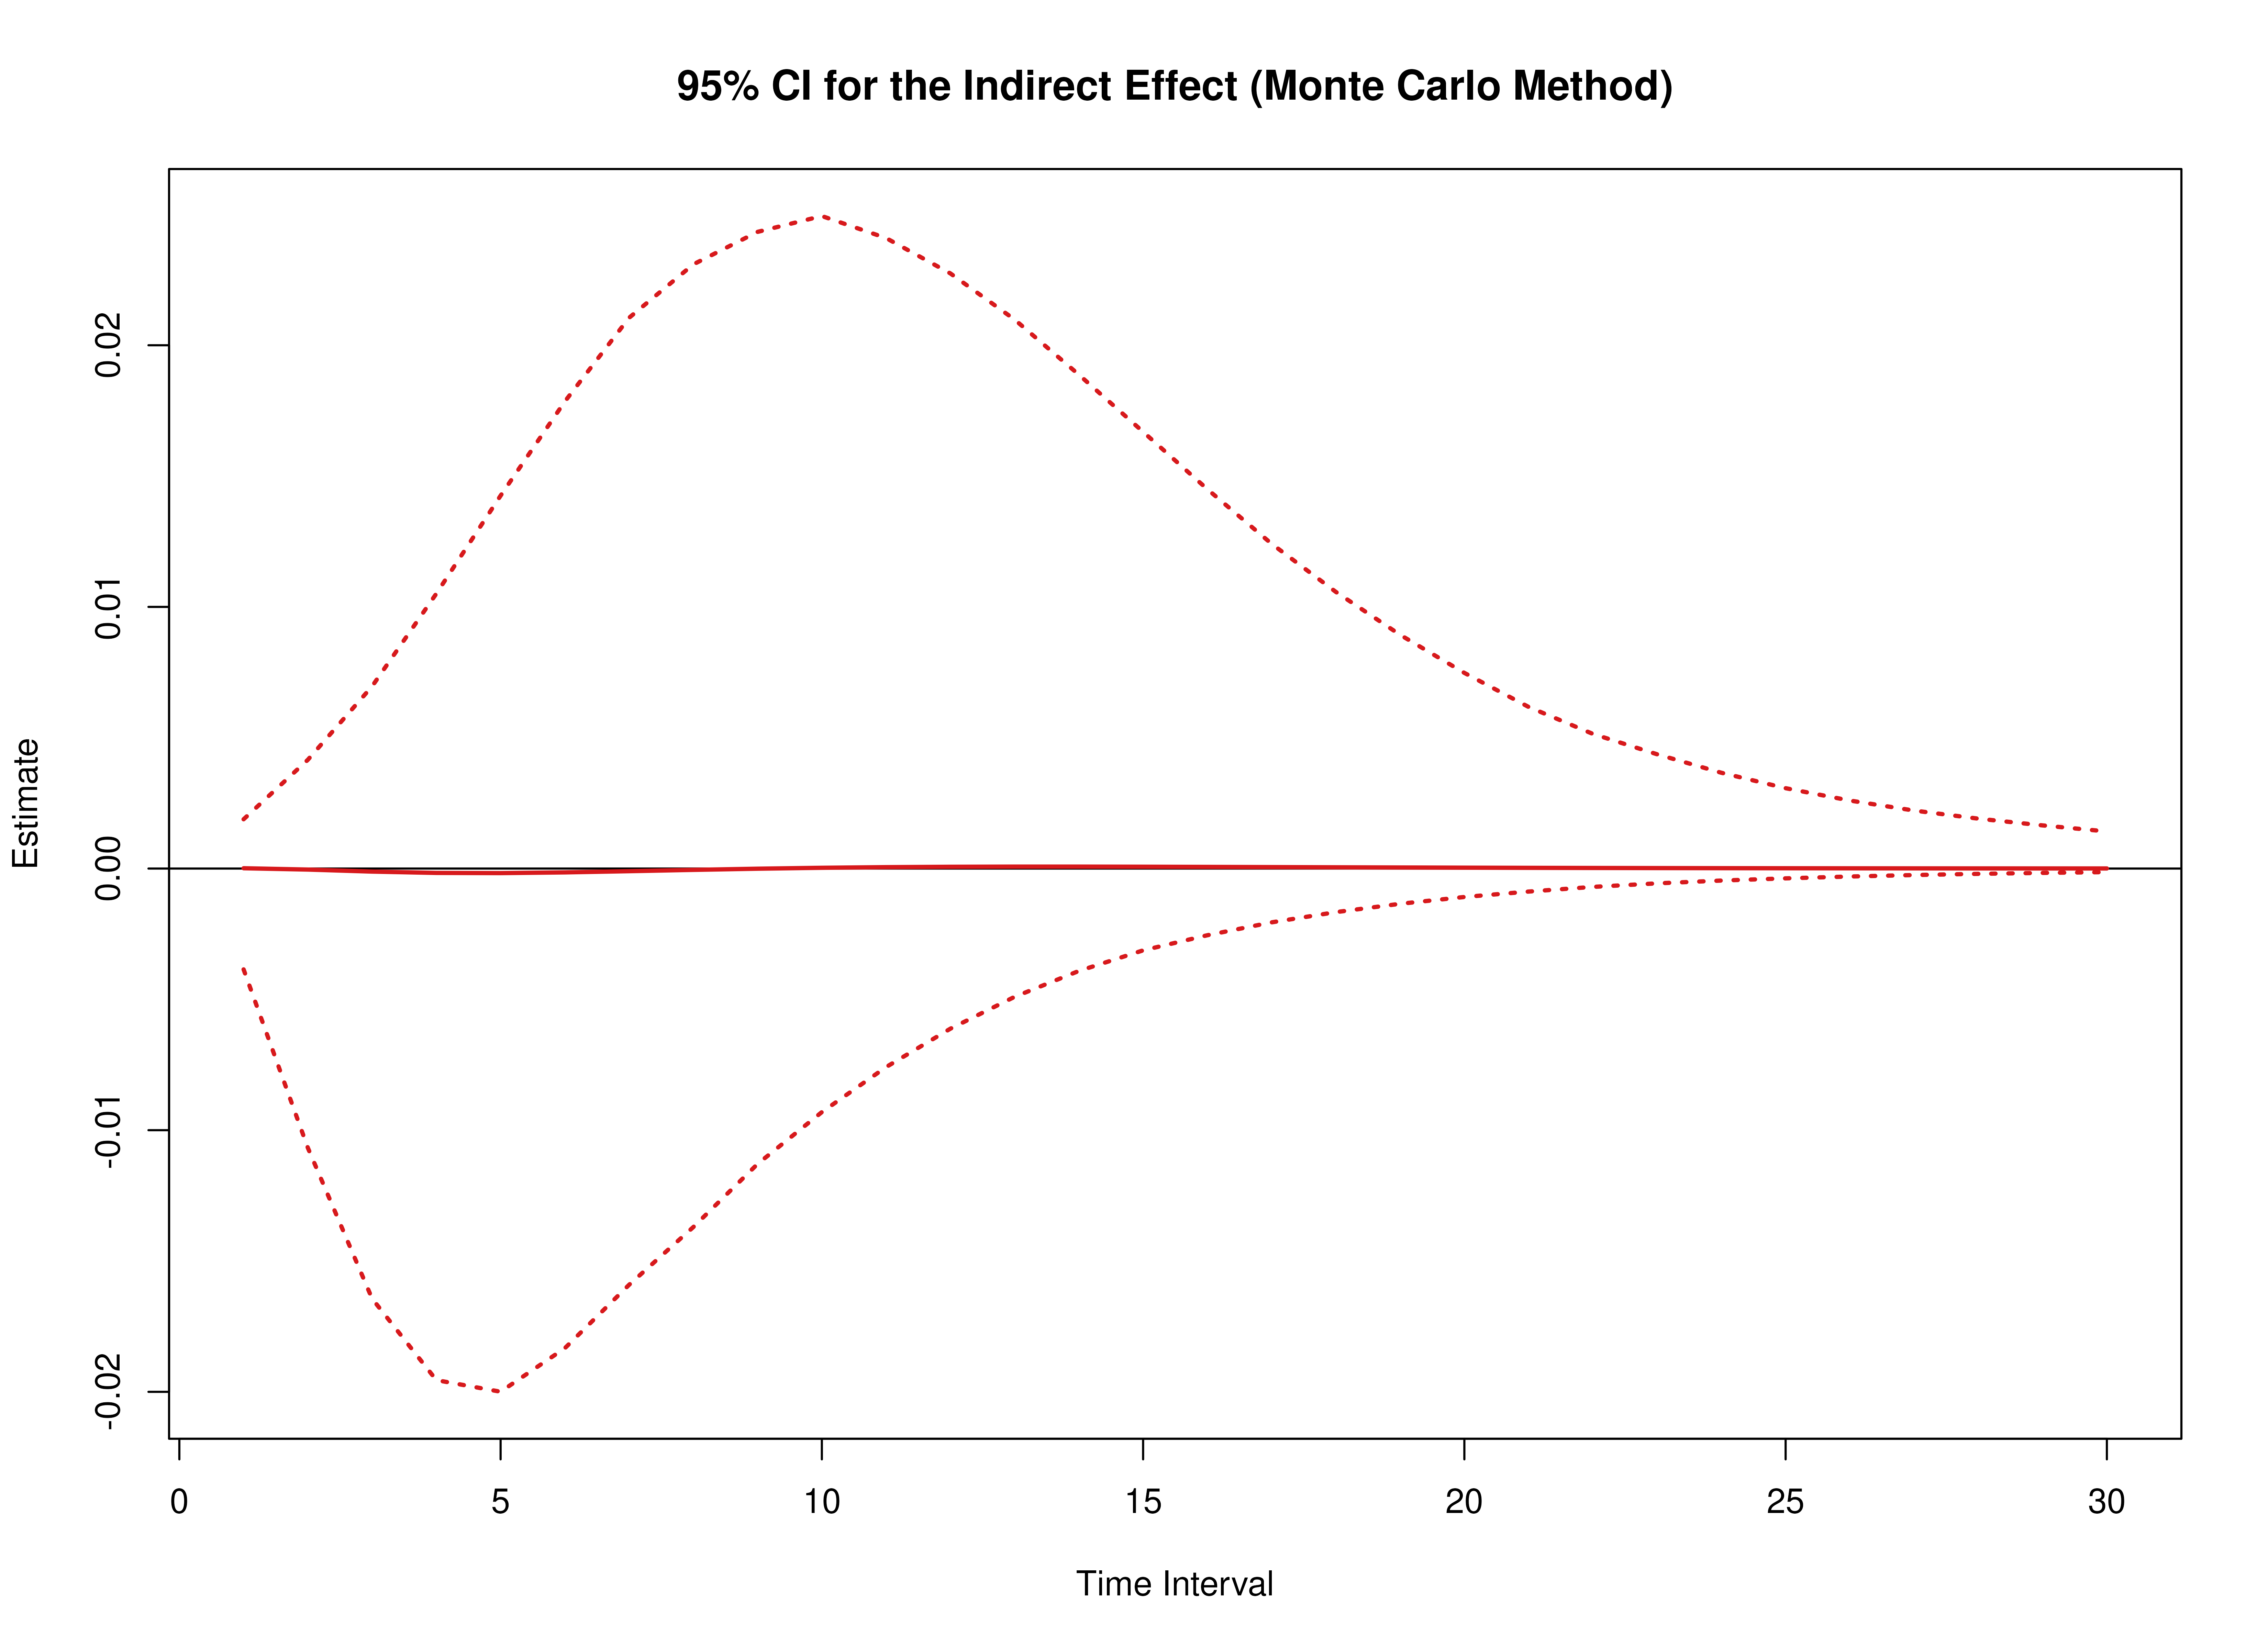 95% CI for the Indirect Effect (Monte Carlo Method)
Estimate
0.02
0.01
0.00
-0.01
-0.02
0 5 10 15 20 25 30
Time Interval